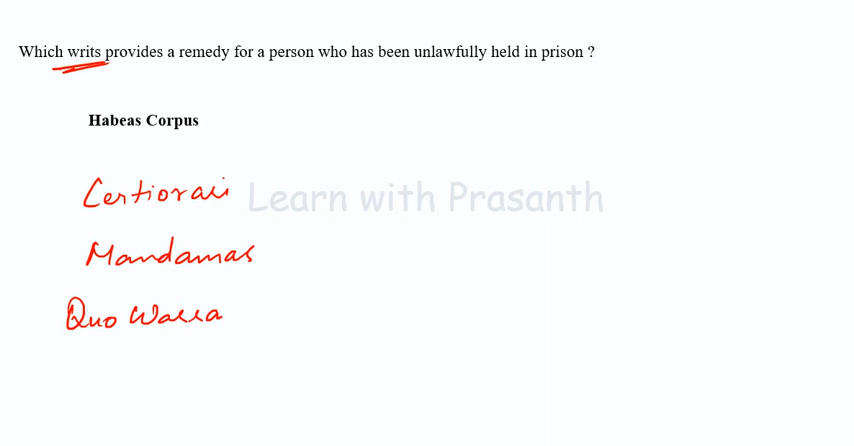 Which writs provides a remedy for a person who has been unlawfully held in prison ?
Habeas Corpus
Certiorari
Learn with Prasanth
Mandamas
Quo Warra